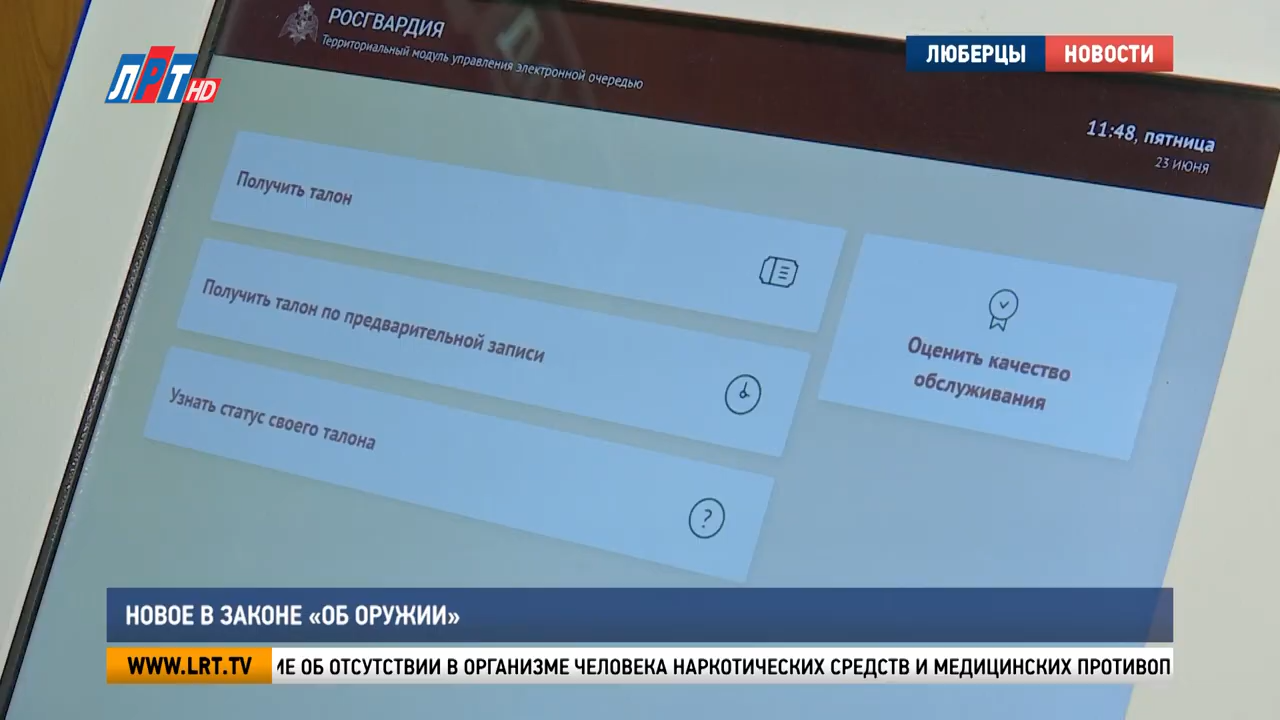 РОСГВАРДИЯ
Территориальный модуль управления электронной очередью
ЛРТ HD
ЛЮБЕРЦЫ НОВОСТИ
11:48, пятница
23 ИЮНЯ
Получить талон
Получить талон по предварительной записи
Узнать статус своего талона
Оценить качество
обслуживания
НОВОЕ В ЗАКОНЕ «ОБ ОРУЖИИ»
WWW.LRT.TV
ОБ ОТСУТСТВИИ В ОРГАНИЗМЕ ЧЕЛОВЕКА НАРКОТИЧЕСКИХ СРЕДСТВ И МЕДИЦИНСКИХ ПРОТИВОП